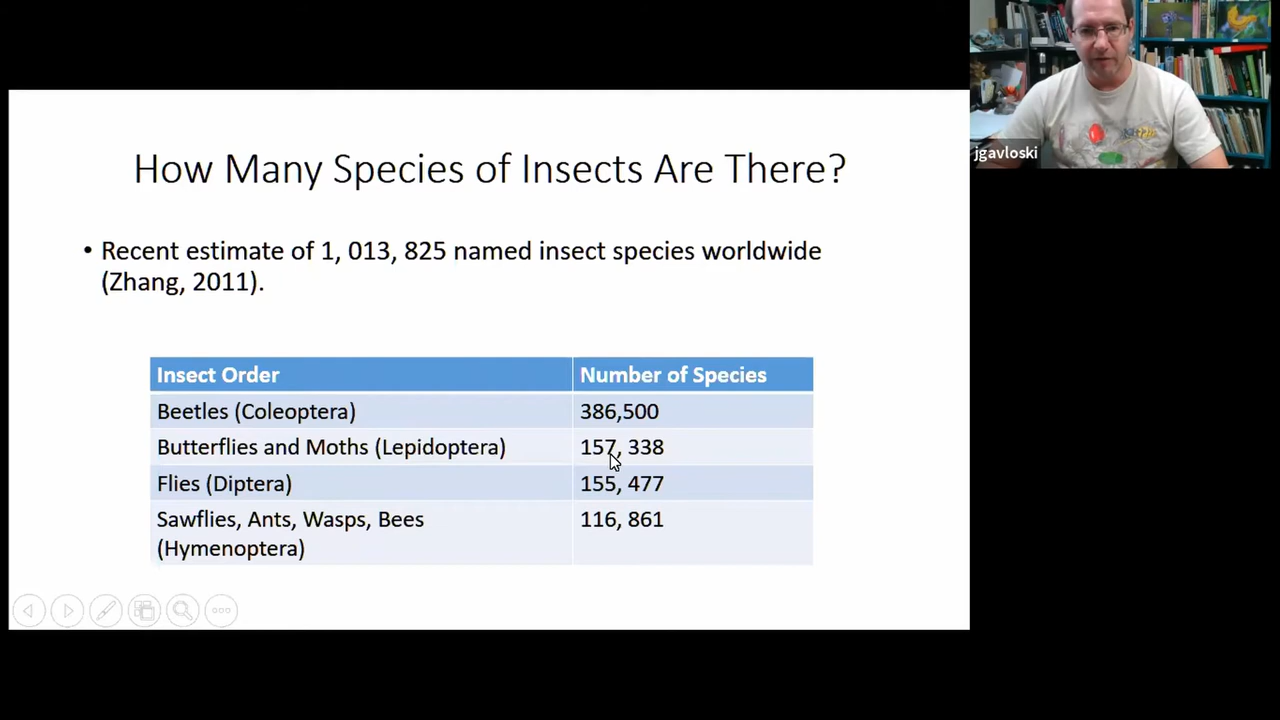 How Many Species of Insects Are There?
• Recent estimate of 1, 013, 825 named insect species worldwide
(Zhang, 2011).
Insect Order Number of Species
Beetles (Coleoptera) 386,500
Butterflies and Moths (Lepidoptera) 157, 338
Flies (Diptera) 155, 477
Sawflies, Ants, Wasps, Bees 116, 861
(Hymenoptera)
jgavloski